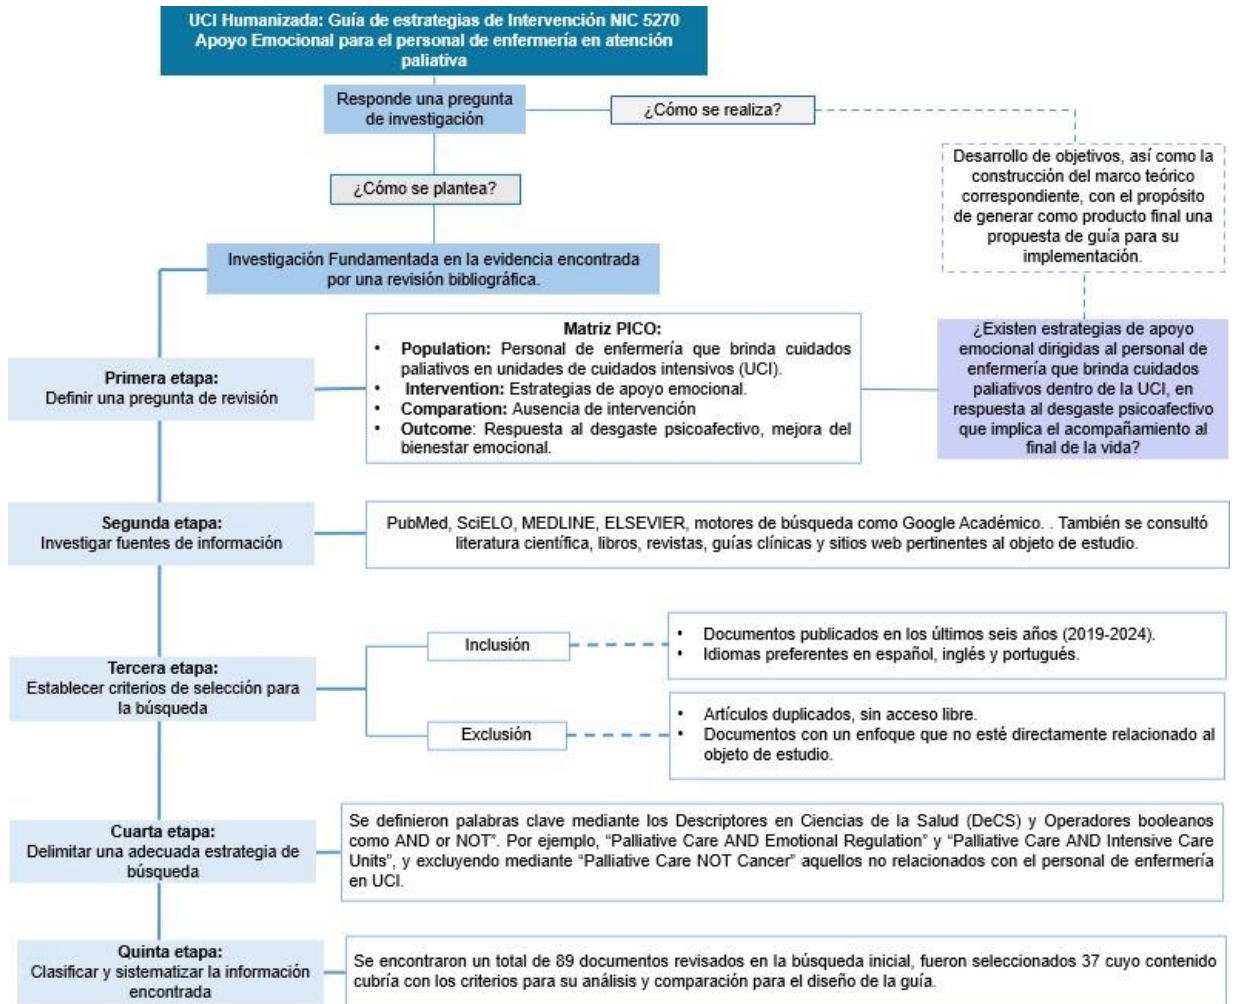 UCI Humanizada: Guía de estrategias de Intervención NIC 5270
Apoyo Emocional para el personal de enfermería en atención
paliativa
Responde una pregunta
de investigación
¿Cómo se realiza?
Desarrollo de objetivos, así como la
construcción del marco teórico
correspondiente, con el propósito
de generar como producto final una
propuesta de guía para su
implementación.
¿Cómo se plantea?
Investigación Fundamentada en la evidencia encontrada
por una revisión bibliográfica.
Primera etapa:
Definir una pregunta de revisión
Matriz PICO:
• Population: Personal de enfermería que brinda cuidados
paliativos en unidades de cuidados intensivos (UCI).
• Intervention: Estrategias de apoyo emocional.
• Comparation: Ausencia de intervención
• Outcome: Respuesta al desgaste psicoafectivo, mejora del
bienestar emocional.
¿Existen estrategias de apoyo
emocional dirigidas al personal de
enfermería que brinda cuidados
paliativos dentro de la UCI, en
respuesta al desgaste psicoafectivo
que implica el acompañamiento al
final de la vida?
Segunda etapa:
Investigar fuentes de información
PubMed, SciELO, MEDLINE, ELSEVIER, motores de búsqueda como Google Académico. . También se consultó
literatura científica, libros, revistas, guías clínicas y sitios web pertinentes al objeto de estudio.
Tercera etapa:
Establecer criterios de selección para
la búsqueda
Inclusión
• Documentos publicados en los últimos seis años (2019-2024).
• Idiomas preferentes en español, inglés y portugués.
Exclusión
• Artículos duplicados, sin acceso libre.
• Documentos con un enfoque que no esté directamente relacionado al
objeto de estudio.
Cuarta etapa:
Delimitar una adecuada estrategia de
búsqueda
Se definieron palabras clave mediante los Descriptores en Ciencias de la Salud (DeCS) y Operadores booleanos
como AND or NOT”. Por ejemplo, “Palliative Care AND Emotional Regulation” y “Palliative Care AND Intensive Care
Units”, y excluyendo mediante “Palliative Care NOT Cancer” aquellos no relacionados con el personal de enfermería
en UCI.
Quinta etapa:
Clasificar y sistematizar la información
encontrada
Se encontraron un total de 89 documentos revisados en la búsqueda inicial, fueron seleccionados 37 cuyo contenido
cubría con los criterios para su análisis y comparación para el diseño de la guía.